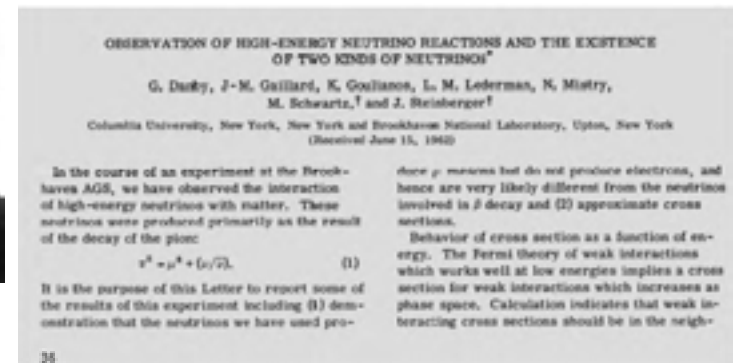 OBSERVATION OF HIGH-ENERGY NEUTRINO REACTIONS AND THE EXISTENCE
OF TWO KINDS OF NEUTRINOS*
G. Danby, J-M. Gaillard, K. Goulianos, L. M. Lederman, N. Mistry,
M. Schwartz,† and J. Steinberger†
Columbia University, New York, New York and Brookhaven National Laboratory, Upton, New York
(Received June 15, 1962)
In the course of an experiment at the Brook-
haven AGS, we have observed the interaction
of high-energy neutrinos with matter. These
neutrinos were produced primarily as the result
of the decay of the pion:
π± → μ± + (ν/ν̄). (1)
It is the purpose of this Letter to report some of
the results of this experiment including (1) dem-
onstration that the neutrinos we have used pro-
duce μ mesons but do not produce electrons, and
hence are very likely different from the neutrinos
involved in β decay and (2) approximate cross
sections.
Behavior of cross section as a function of en-
ergy. The Fermi theory of weak interactions
which works well at low energies implies a cross
section for weak interactions which increases as
phase space. Calculation indicates that weak in-
teracting cross sections should be in the neigh-
36